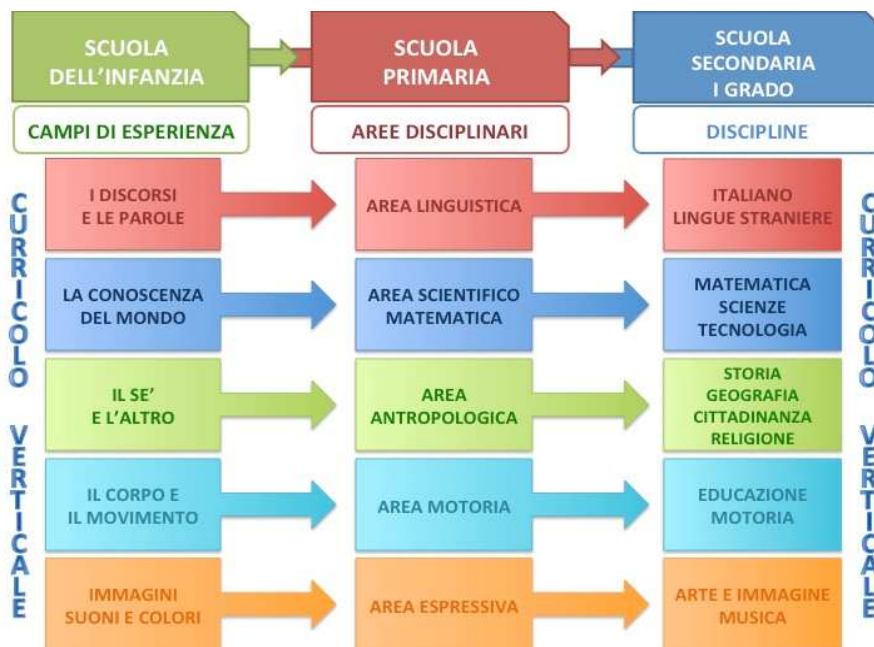 SCUOLA
DELL'INFANZIA
SCUOLA
PRIMARIA
SCUOLA
SECONDARIA
I GRADO
CAMPI DI ESPERIENZA
AREE DISCIPLINARI
DISCIPLINE
CURRICOLO VERTICALE
I DISCORSI
E LE PAROLE
AREA LINGUISTICA
ITALIANO
LINGUE STRANIERE
LA CONOSCENZA
DEL MONDO
AREA SCIENTIFICO
MATEMATICA
MATEMATICA
SCIENZE
TECNOLOGIA
IL SE’
E L’ALTRO
AREA
ANTROPOLOGICA
STORIA
GEOGRAFIA
CITTADINANZA
RELIGIONE
IL CORPO E
IL MOVIMENTO
AREA MOTORIA
EDUCAZIONE
MOTORIA
IMMAGINI
SUONI E COLORI
AREA ESPRESSIVA
ARTE E IMMAGINE
MUSICA
CURRICOLO VERTICALE